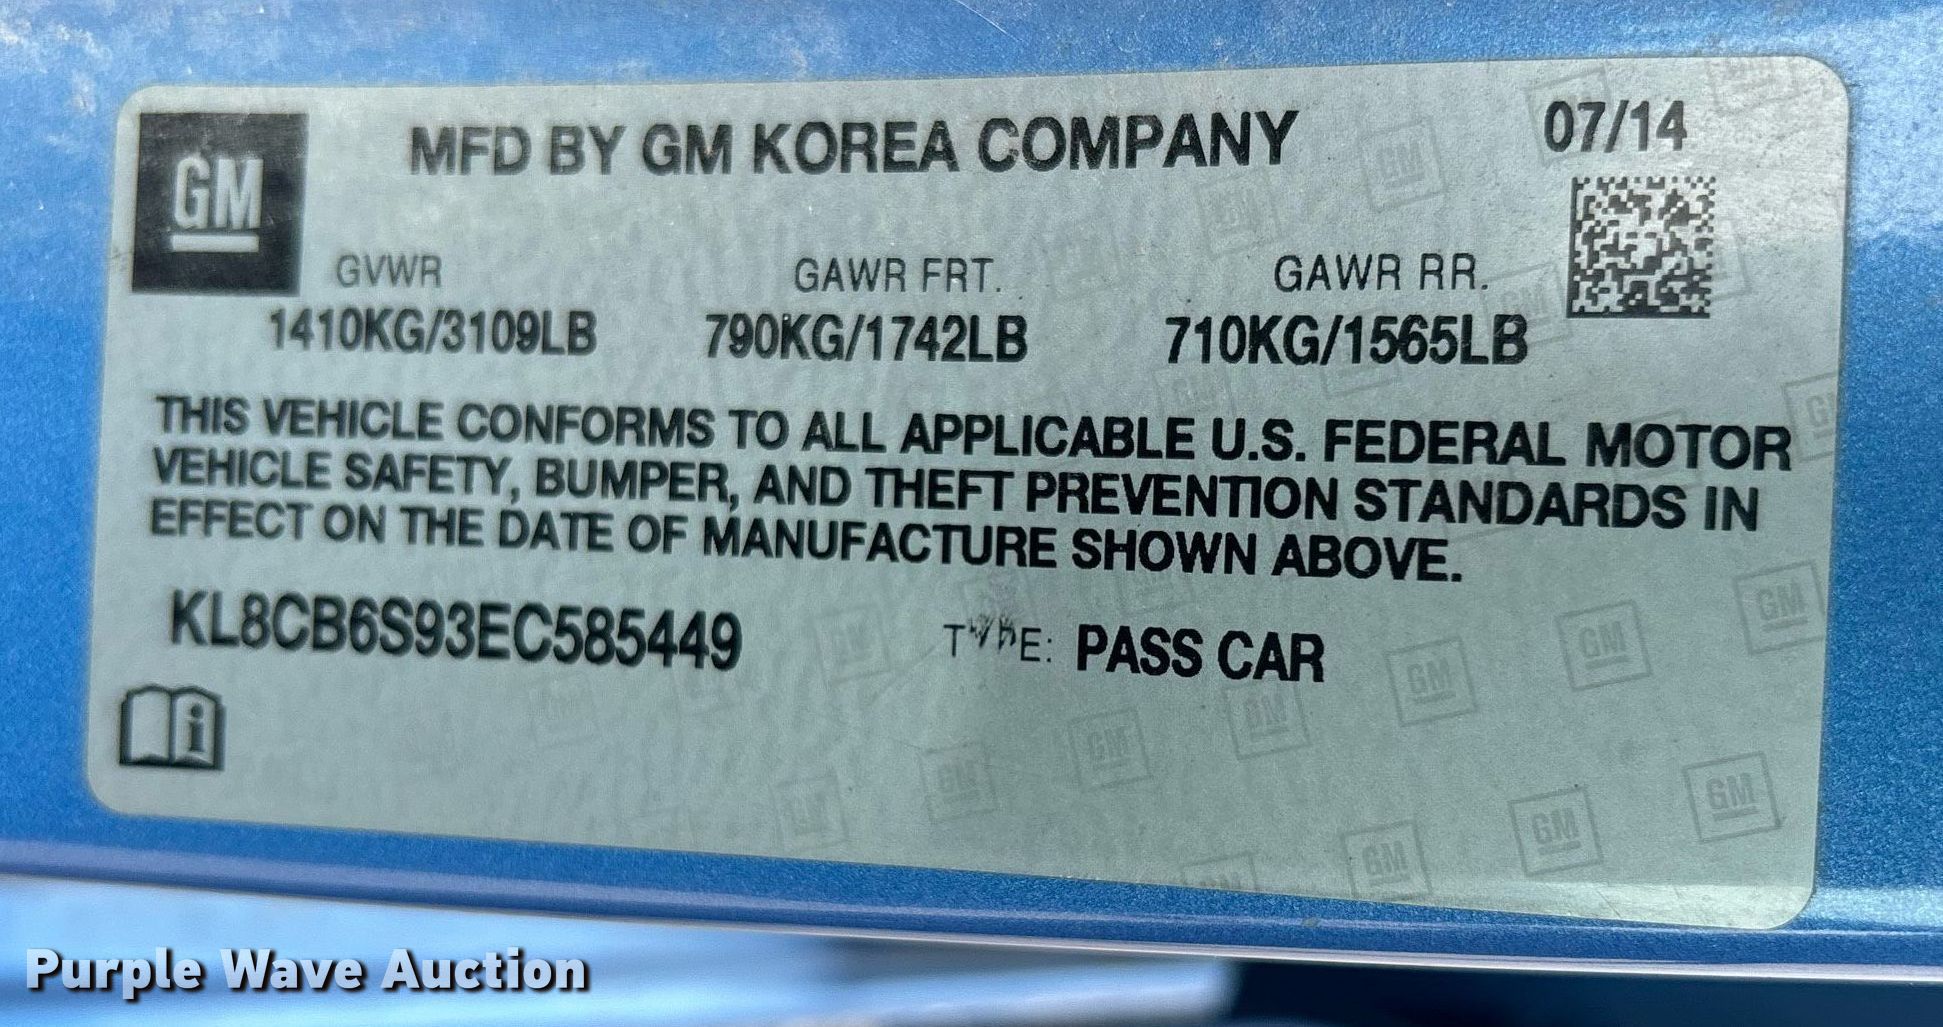 GM
MFD BY GM KOREA COMPANY
07/14
GVWR
GAWR FRT.
GAWR RR.
1410KG/3109LB
790KG/1742LB
710KG/1565LB
THIS VEHICLE CONFORMS TO ALL APPLICABLE U.S. FEDERAL MOTOR
VEHICLE SAFETY, BUMPER, AND THEFT PREVENTION STANDARDS IN
EFFECT ON THE DATE OF MANUFACTURE SHOWN ABOVE.
KL8CB6S93EC585449
TYPE: PASS CAR
i
Purple Wave Auction